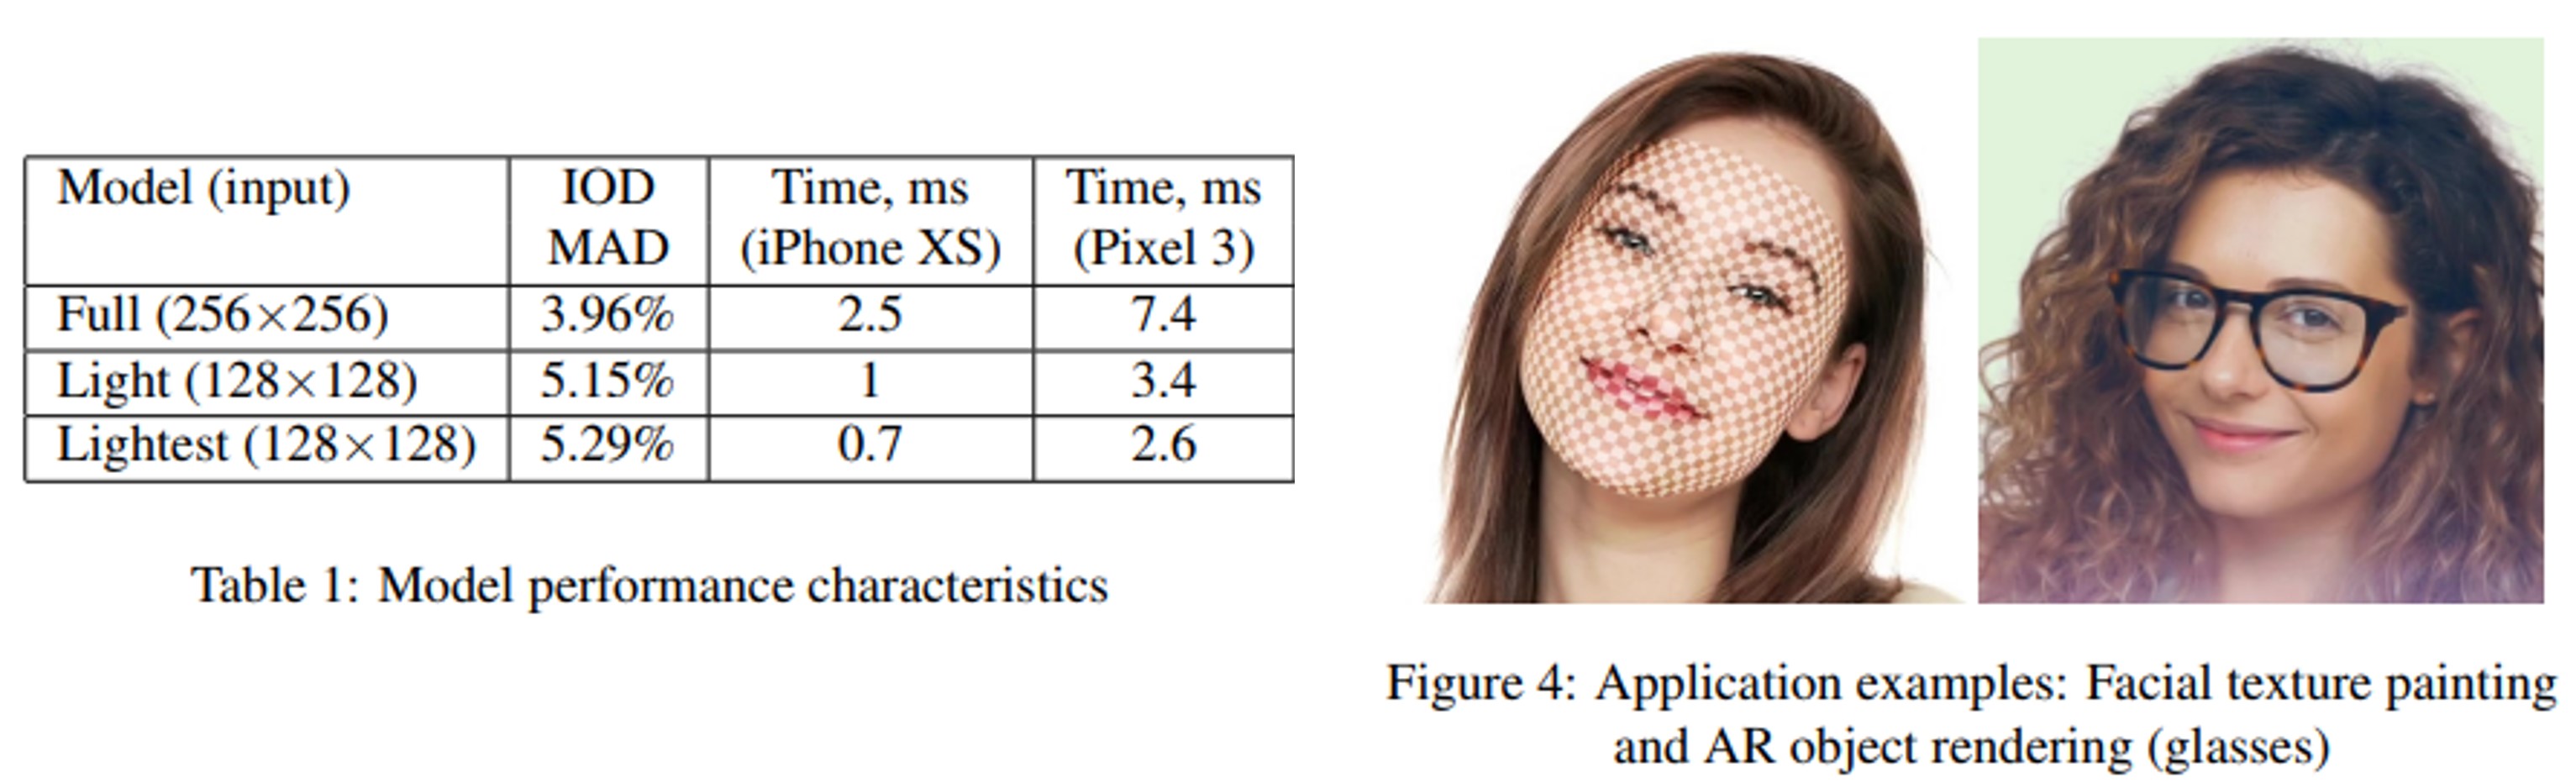 Model (input) IOD Time, ms Time, ms
MAD (iPhone XS) (Pixel 3)
Full (256×256) 3.96% 2.5 7.4
Light (128×128) 5.15% 1 3.4
Lightest (128×128) 5.29% 0.7 2.6
Table 1: Model performance characteristics
Figure 4: Application examples: Facial texture painting
and AR object rendering (glasses)